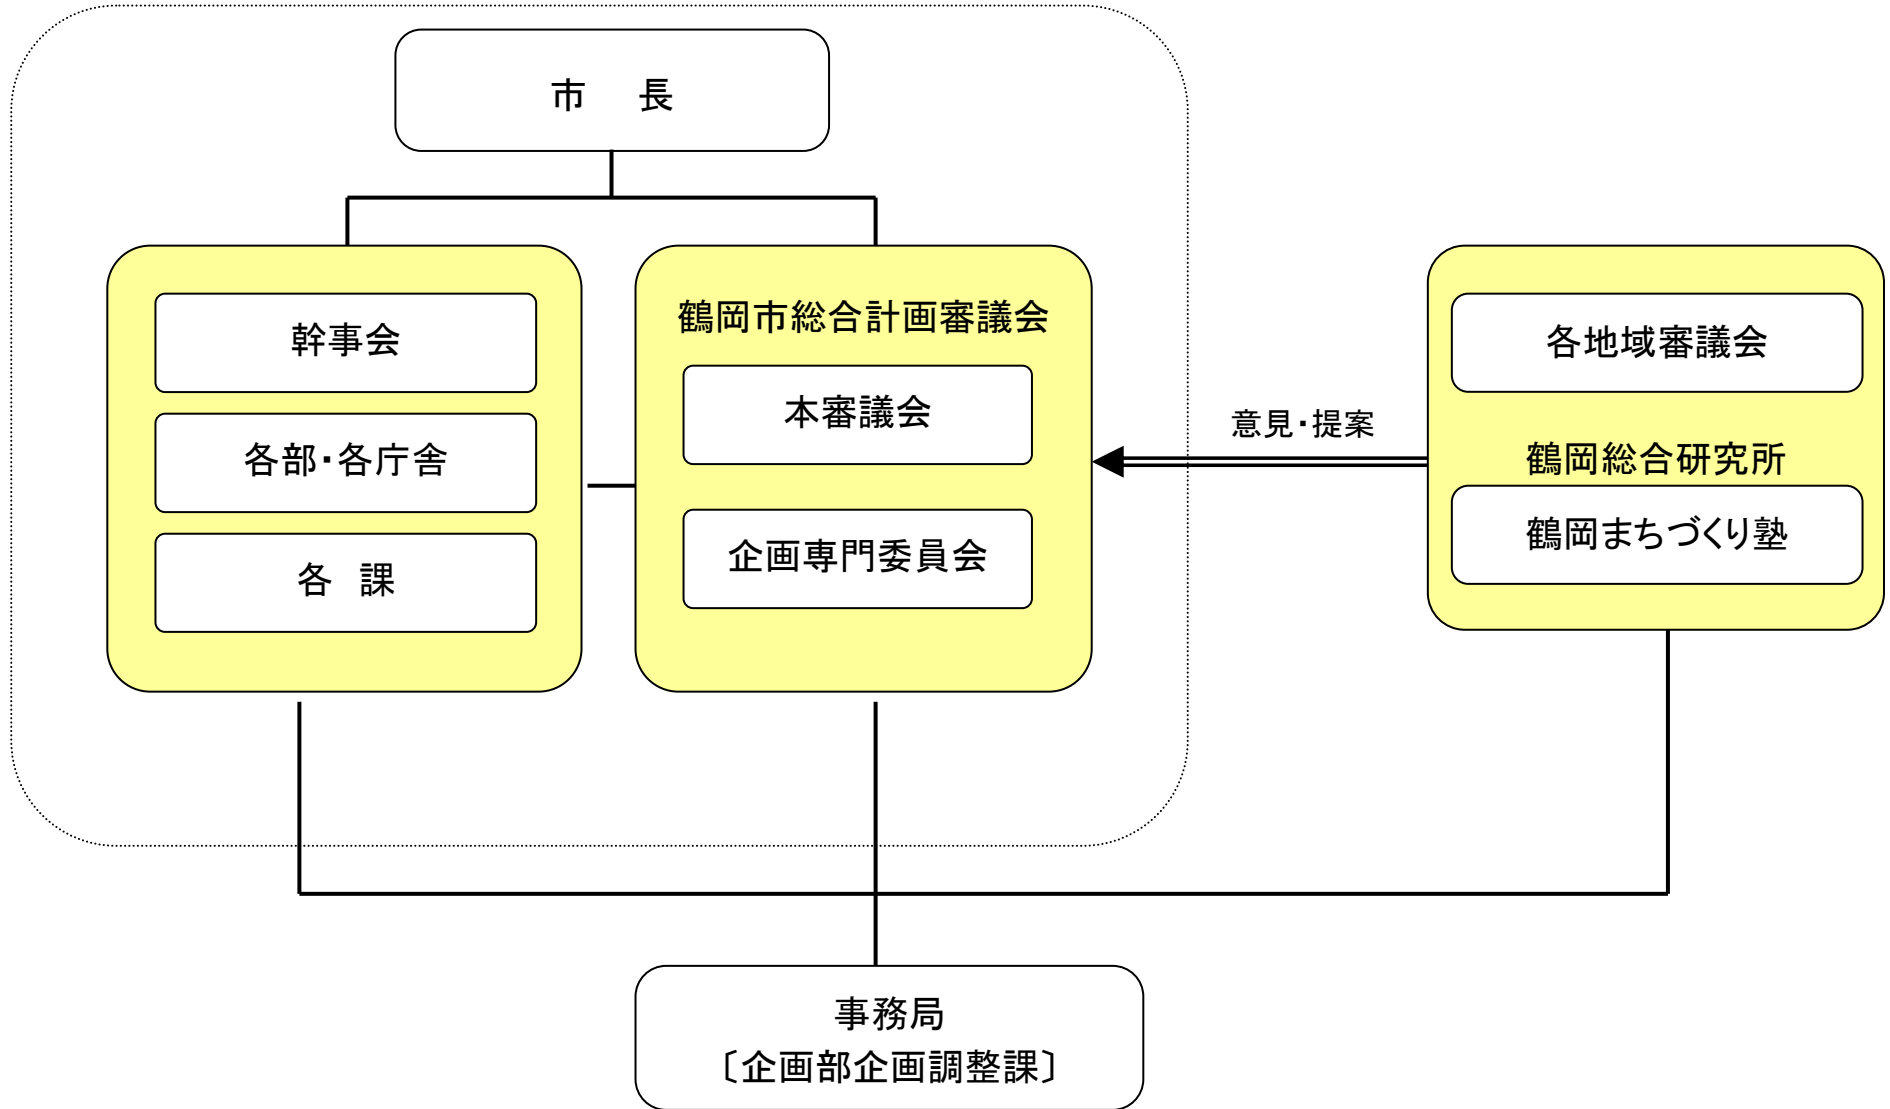 市　長
幹事会
各部・各庁舎
各　課
鶴岡市総合計画審議会
本審議会
企画専門委員会
意見・提案
各地域審議会
鶴岡総合研究所
鶴岡まちづくり塾
事務局
〔企画部企画調整課〕